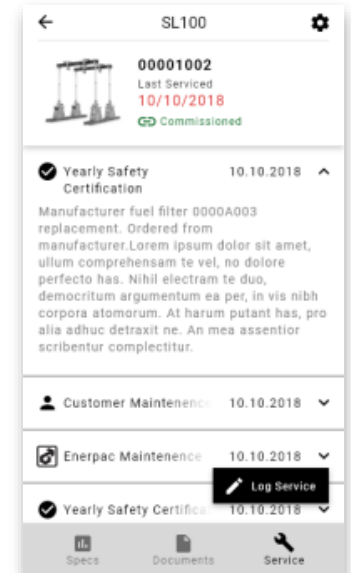 SL100
00001002
Last Serviced
10/10/2018
Commissioned
Yearly Safety 10.10.2018
Certification
Manufacturer fuel filter 0000A003
replacement. Ordered from
manufacturer.Lorem ipsum dolor sit amet,
ullum comprehensam te vel, no dolore
perfecto has. Nihil electram te duo,
democritum argumentum ea per, in vis nibh
corpora atomorum. At harum putant has, pro
alia adhuc detraxit ne. An mea assentior
scribentur complectitur.
Customer Maintenenc 10.10.2018
Enerpac Maintenence
Log Service
Yearly Safety Certifica 10.10.2018
Specs Documents Service